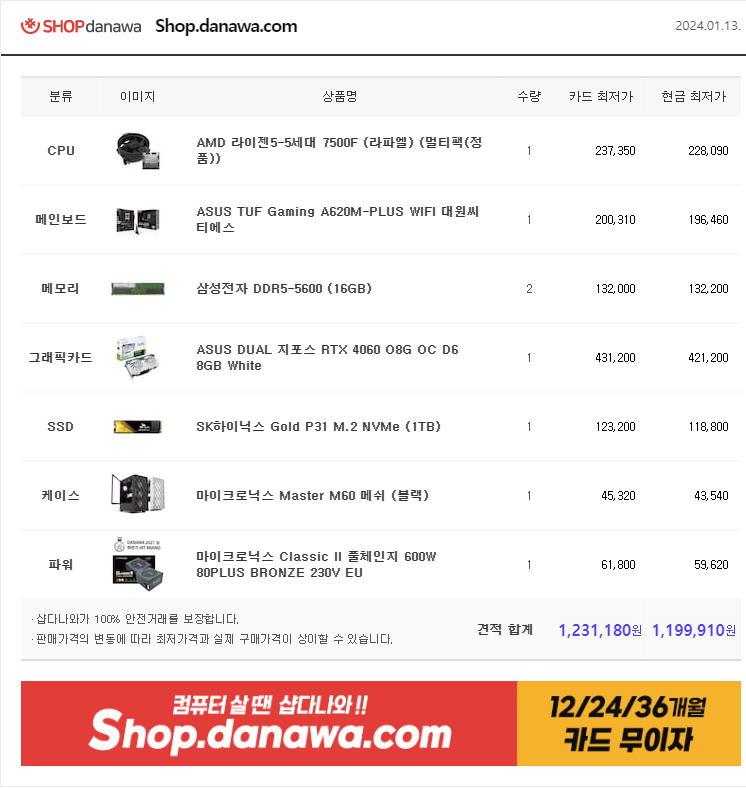 SHOPdanawa Shop.danawa.com 2024.01.13.
분류 이미지 상품명 수량 카드 최저가 현금 최저가
CPU AMD 라이젠5-5세대 7500F (라파엘) (멀티팩(정
품)) 1 237,350 228,090
메인보드 ASUS TUF Gaming A620M-PLUS WIFI 대원씨
티에스 1 200,310 196,460
메모리 삼성전자 DDR5-5600 (16GB) 2 132,000 132,200
그래픽카드 ASUS DUAL 지포스 RTX 4060 O8G OC D6
8GB White 1 431,200 421,200
SSD SK하이닉스 Gold P31 M.2 NVMe (1TB) 1 123,200 118,800
케이스 마이크로닉스 Master M60 메쉬 (블랙) 1 45,320 43,540
DANAWA 2021 상
하반기 HIT BRAND
파워 마이크로닉스 Classic II 풀체인지 600W
80PLUS BRONZE 230V EU 1 61,800 59,620
· 샵다나와가 100% 안전거래를 보장합니다.
· 판매가격의 변동에 따라 최저가격과 실제 구매가격이 상이할 수 있습니다.
견적 합계 1,231,180원 1,199,910원
컴퓨터 살 땐 샵다나와!!
Shop.danawa.com
12/24/36개월
카드 무이자